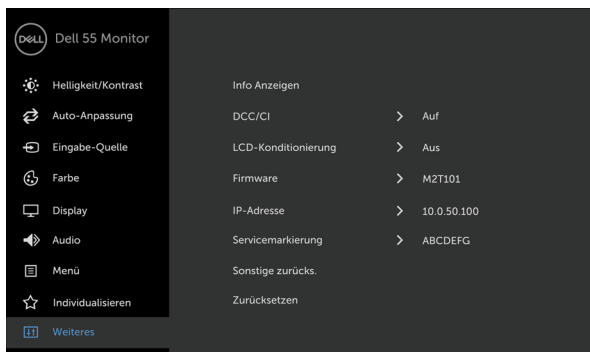 DELL Dell 55 Monitor
Helligkeit/Kontrast
Auto-Anpassung
Eingabe-Quelle
Farbe
Display
Audio
Menü
Individualisieren
Weiteres
Info Anzeigen
DCC/CI > Auf
LCD-Konditionierung > Aus
Firmware > M2T101
IP-Adresse > 10.0.50.100
Servicemarkierung > ABCDEFG
Sonstige zurücks.
Zurücksetzen